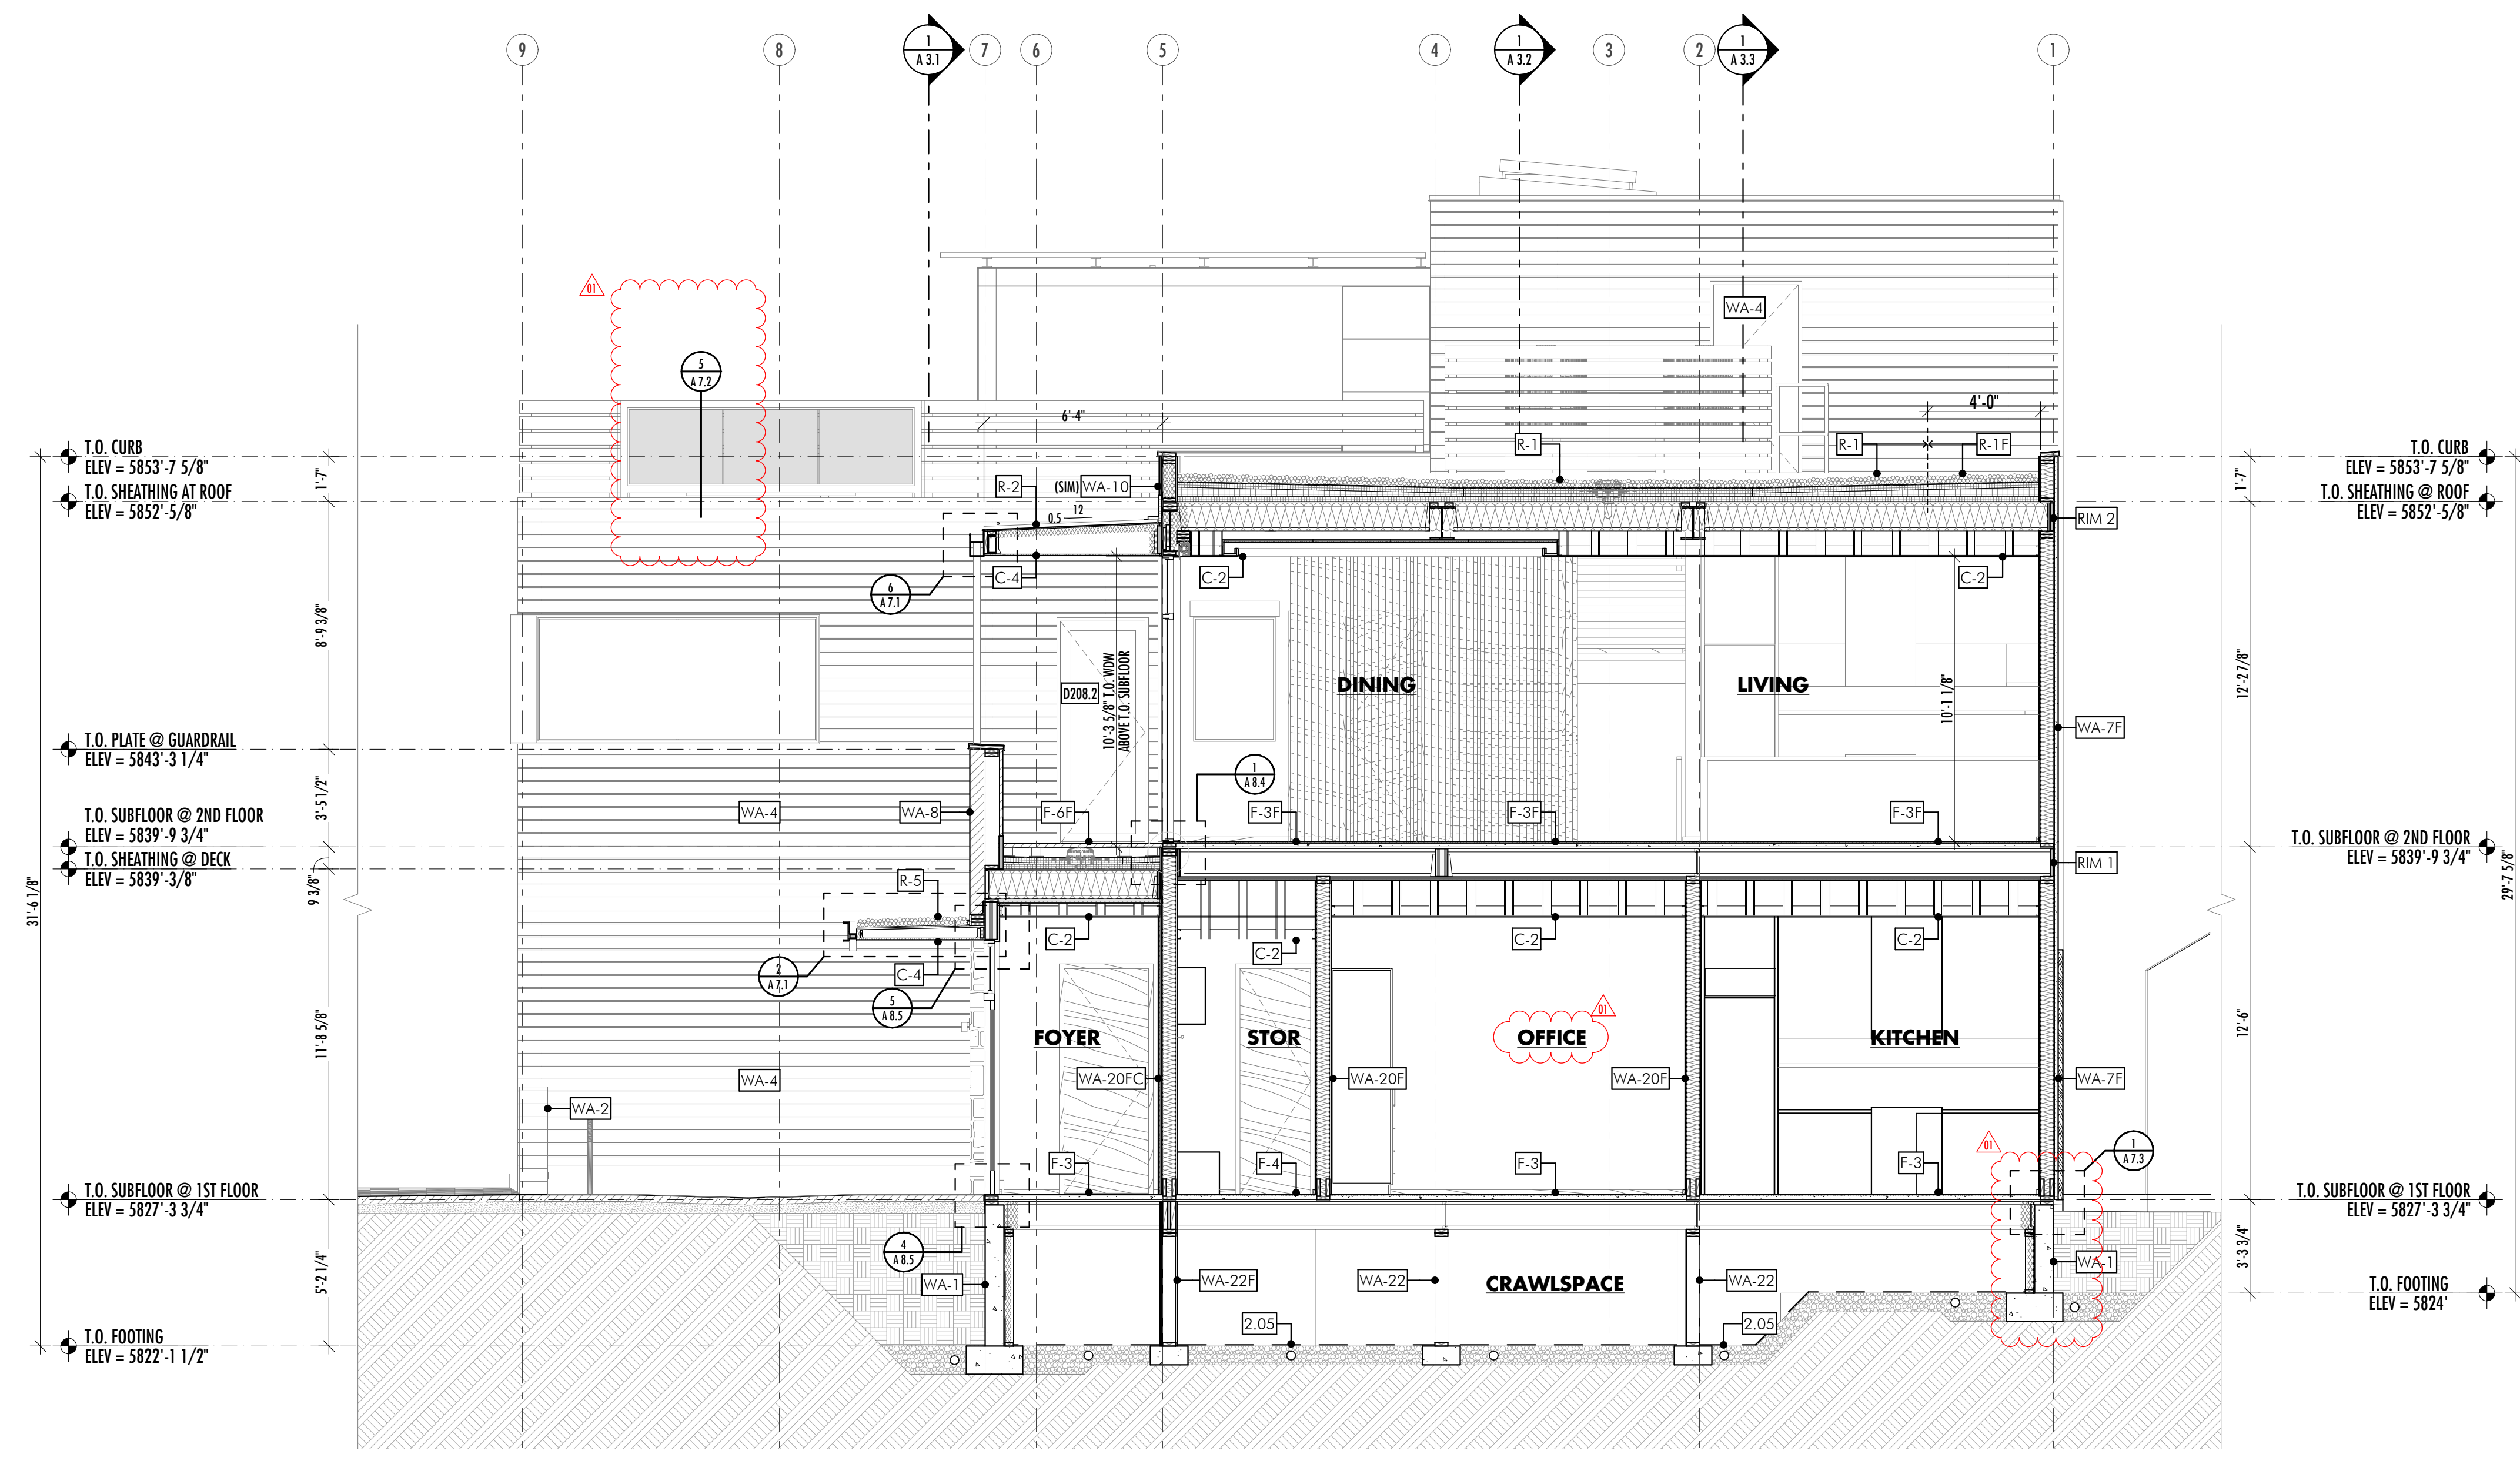 9
8
1
A 3.1
7
6
5
4
1
A 3.2
3
2
1
A 3.3
1
01
5
A 7.2
WA-4
6'-4"
4'-0"
T.O. CURB
ELEV = 5853'-7 5/8"
1'-7"
T.O. SHEATHING AT ROOF
ELEV = 5852'-5/8"
R-1
R-1
R-1F
T.O. CURB
ELEV = 5853'-7 5/8"
1'-7"
T.O. SHEATHING @ ROOF
ELEV = 5852'-5/8"
R-2
(SIM) WA-10
0.5
12
RIM 2
C-4
C-2
C-2
6
A 7.1
8'-9 3/8"
DINING
LIVING
D208.2
10'-3 5/8" T.O. WDW
ABOVE T.O. SUBFLOOR
10'-1 1/8"
12'-2 7/8"
WA-7F
T.O. PLATE @ GUARDRAIL
ELEV = 5843'-3 1/4"
3'-5 1/2"
1
A 8.4
WA-4
WA-8
F-6F
F-3F
F-3F
F-3F
T.O. SUBFLOOR @ 2ND FLOOR
ELEV = 5839'-9 3/4"
T.O. SHEATHING @ DECK
ELEV = 5839'-3/8"
9 3/8"
31'-6 1/8"
T.O. SUBFLOOR @ 2ND FLOOR
ELEV = 5839'-9 3/4"
RIM 1
29'-7 5/8"
R-5
C-2
C-2
C-2
C-2
C-4
2
A 7.1
5
A 8.5
11'-8 5/8"
01
FOYER
STOR
OFFICE
KITCHEN
12'-6"
WA-4
WA-20FC
WA-20F
WA-20F
WA-7F
WA-2
01
1
A 7.3
F-3
F-4
F-3
F-3
T.O. SUBFLOOR @ 1ST FLOOR
ELEV = 5827'-3 3/4"
T.O. SUBFLOOR @ 1ST FLOOR
ELEV = 5827'-3 3/4"
4
A 8.5
5'-2 1/4"
WA-1
WA-22F
WA-22
CRAWLSPACE
WA-22
WA-1
3'-3 3/4"
T.O. FOOTING
ELEV = 5824'
2.05
2.05
T.O. FOOTING
ELEV = 5822'-1 1/2"